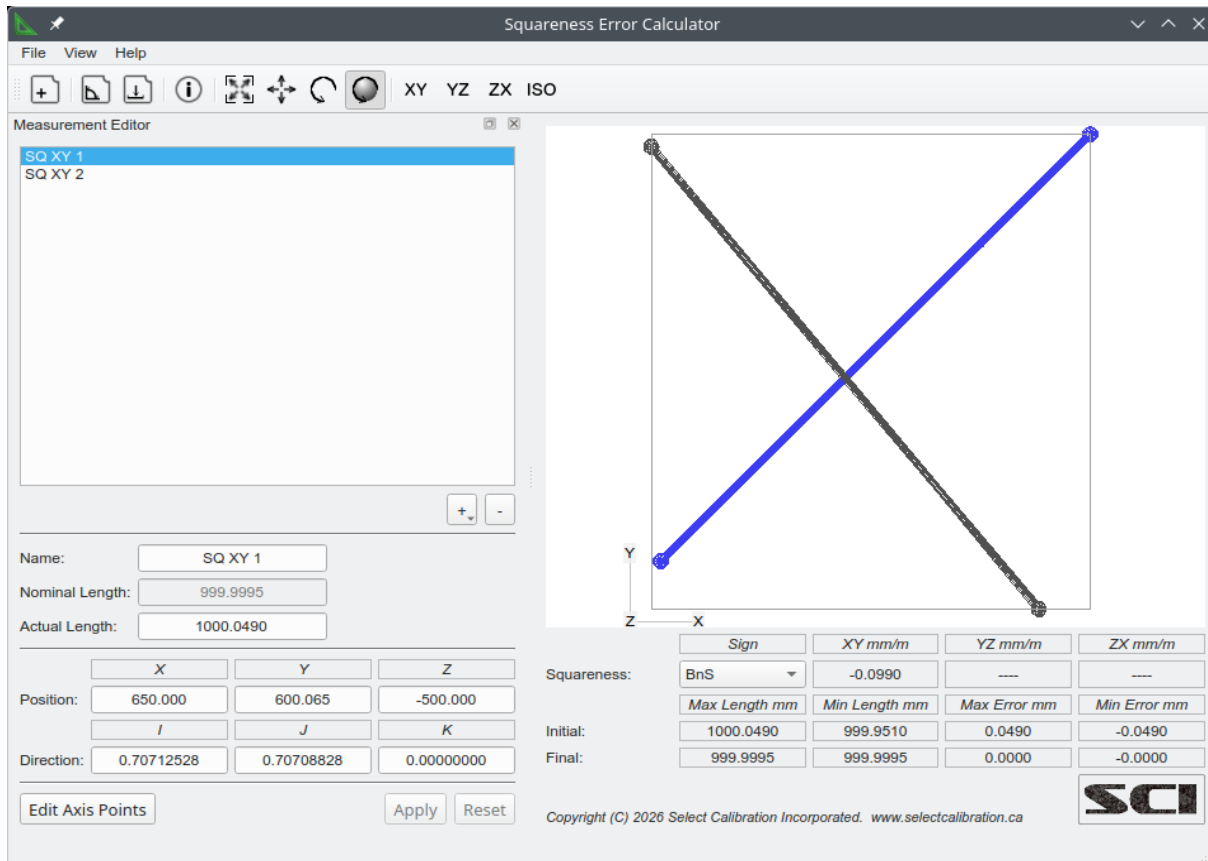 Squareness Error Calculator
File View Help
XY YZ ZX ISO
Measurement Editor
SQ XY 1
SQ XY 2
+ -
Name: SQ XY 1
Nominal Length: 999.9995
Actual Length: 1000.0490
X Y Z
Position: 650.000 600.065 -500.000
I J K
Direction: 0.70712528 0.70708828 0.00000000
Edit Axis Points Apply Reset
Y
Z X
Sign XY mm/m YZ mm/m ZX mm/m
Squareness: BnS -0.0990 ---- ----
Max Length mm Min Length mm Max Error mm Min Error mm
Initial: 1000.0490 999.9510 0.0490 -0.0490
Final: 999.9995 999.9995 0.0000 -0.0000
Copyright (C) 2026 Select Calibration Incorporated. www.selectcalibration.ca
SCI